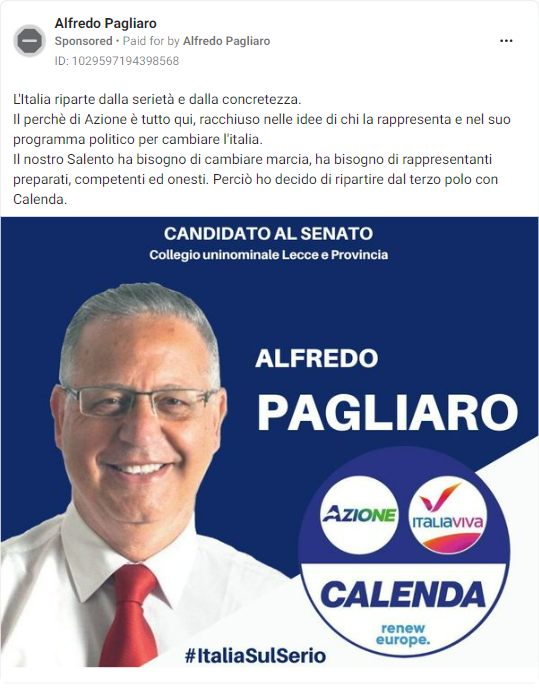 Alfredo Pagliaro
Sponsored • Paid for by Alfredo Pagliaro
ID: 1029597194398568
L'Italia riparte dalla serietà e dalla concretezza.
Il perchè di Azione è tutto qui, racchiuso nelle idee di chi la rappresenta e nel suo
programma politico per cambiare l'italia.
Il nostro Salento ha bisogno di cambiare marcia, ha bisogno di rappresentanti
preparati, competenti ed onesti. Perciò ho decido di ripartire dal terzo polo con
Calenda.
CANDIDATO AL SENATO
Collegio uninominale Lecce e Provincia
ALFREDO
PAGLIARO
AZIONE
ITALIAVIVA
CALENDA
renew
europe.
#ItaliaSulSerio